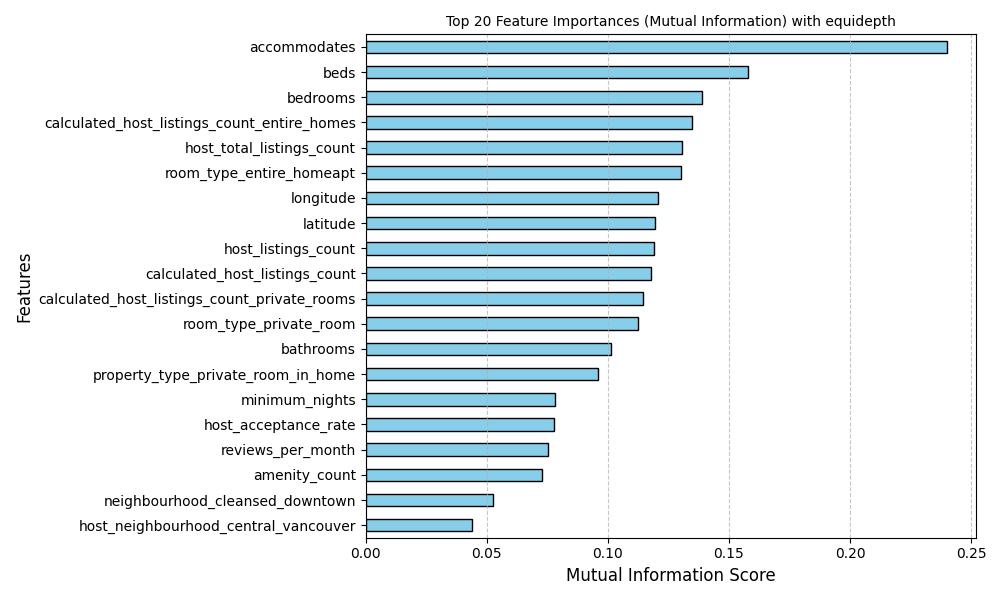 Top 20 Feature Importances (Mutual Information) with equidepth
accommodates
beds
bedrooms
calculated_host_listings_count_entire_homes
host_total_listings_count
room_type_entire_homeapt
longitude
latitude
host_listings_count
calculated_host_listings_count
calculated_host_listings_count_private_rooms
room_type_private_room
bathrooms
property_type_private_room_in_home
minimum_nights
host_acceptance_rate
reviews_per_month
amenity_count
neighbourhood_cleansed_downtown
host_neighbourhood_central_vancouver
Features
0.00 0.05 0.10 0.15 0.20 0.25
Mutual Information Score